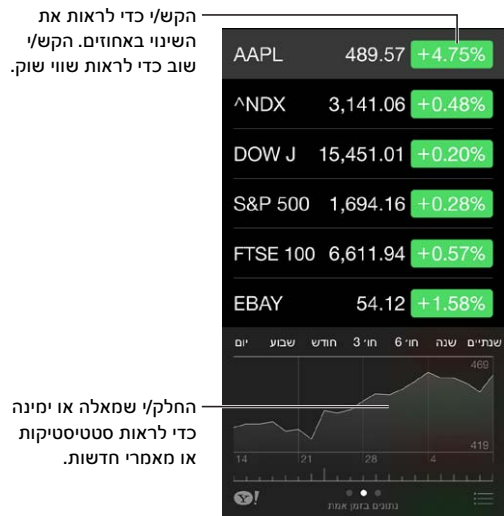 הקש/י כדי לראות את
השינוי באחוזים. הקש/י
שוב כדי לראות שווי שוק.
AAPL 489.57 +4.75%
^NDX 3,141.06 +0.48%
DOW J 15,451.01 +0.20%
S&P 500 1,694.16 +0.28%
FTSE 100 6,611.94 +0.57%
EBAY 54.12 +1.58%
יום שבוע חודש 3 חו׳ 6 חו׳ שנה שנתיים
469
419
14 21 28 4
החלק/י שמאלה או ימינה
כדי לראות סטטיסטיקות
או מאמרי חדשות.
Y!
נתונים בזמן אמת